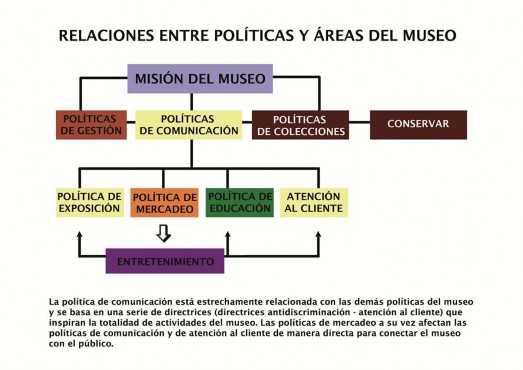 RELACIONES ENTRE POLÍTICAS Y ÁREAS DEL MUSEO
MISIÓN DEL MUSEO
POLÍTICAS
DE GESTIÓN
POLÍTICAS
DE COMUNICACIÓN
POLÍTICAS
DE COLECCIONES
CONSERVAR
POLÍTICA DE
EXPOSICIÓN
POLÍTICA DE
MERCADEO
POLÍTICA DE
EDUCACIÓN
ATENCIÓN
AL CLIENTE
ENTRETENIMIENTO
La política de comunicación está estrechamente relacionada con las demás políticas del museo
y se basa en una serie de directrices (directrices antidiscriminación - atención al cliente) que
inspiran la totalidad de actividades del museo. Las políticas de mercadeo a su vez afectan las
políticas de comunicación y de atención al cliente de manera directa para conectar el museo
con el público.